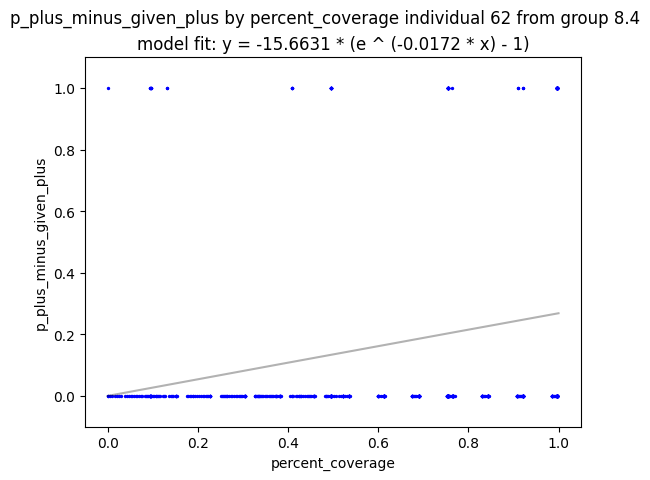 p_plus_minus_given_plus by percent_coverage individual 62 from group 8.4
model fit: y = -15.6631 * (e ^ (-0.0172 * x) - 1)
1.0
0.8
0.6
0.4
0.2
0.0
p_plus_minus_given_plus
0.0 0.2 0.4 0.6 0.8 1.0
percent_coverage